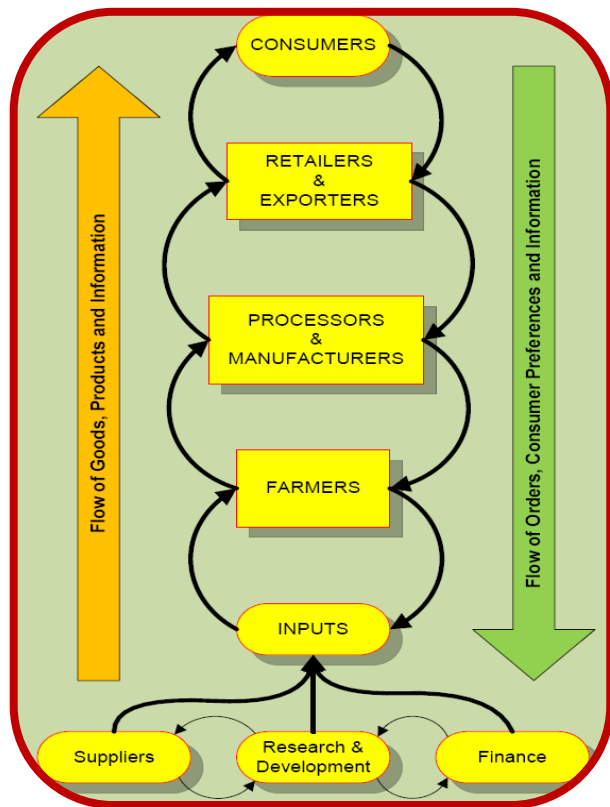 CONSUMERS
RETAILERS
&
EXPORTERS
PROCESSORS
&
MANUFACTURERS
FARMERS
INPUTS
Suppliers
Research &
Development
Finance
Flow of Goods, Products and Information
Flow of Orders, Consumer Preferences and Information